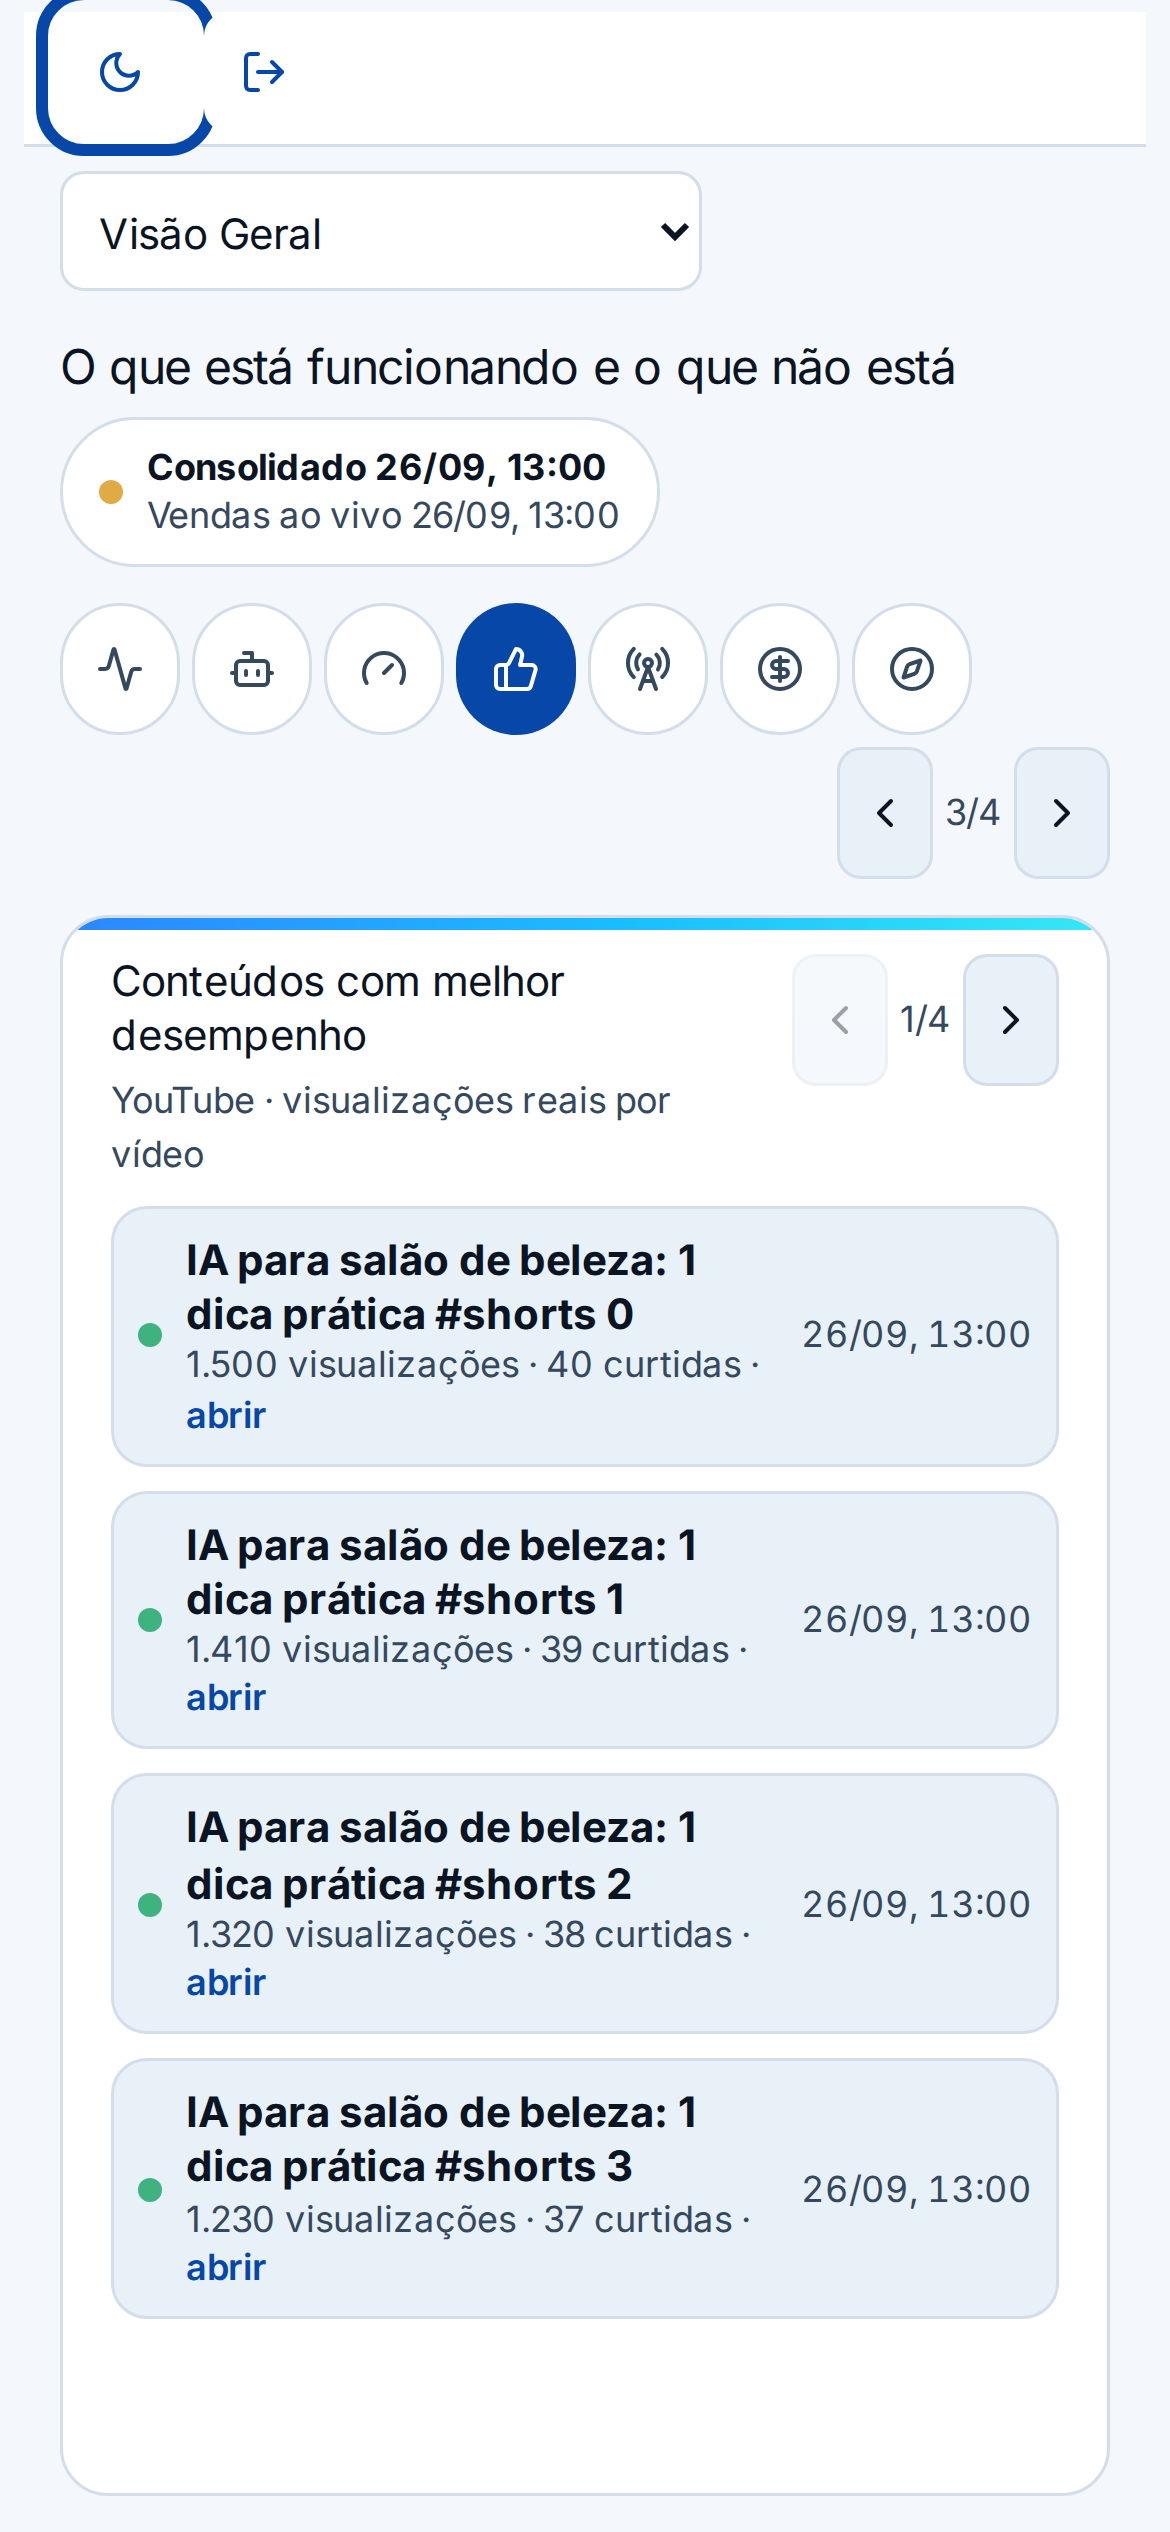 Visão Geral
O que está funcionando e o que não está
Consolidado 26/09, 13:00
Vendas ao vivo 26/09, 13:00
3/4
Conteúdos com melhor
desempenho
1/4
YouTube · visualizações reais por
vídeo
IA para salão de beleza: 1
dica prática #shorts 0
1.500 visualizações · 40 curtidas ·
abrir
26/09, 13:00
IA para salão de beleza: 1
dica prática #shorts 1
1.410 visualizações · 39 curtidas ·
abrir
26/09, 13:00
IA para salão de beleza: 1
dica prática #shorts 2
1.320 visualizações · 38 curtidas ·
abrir
26/09, 13:00
IA para salão de beleza: 1
dica prática #shorts 3
1.230 visualizações · 37 curtidas ·
abrir
26/09, 13:00